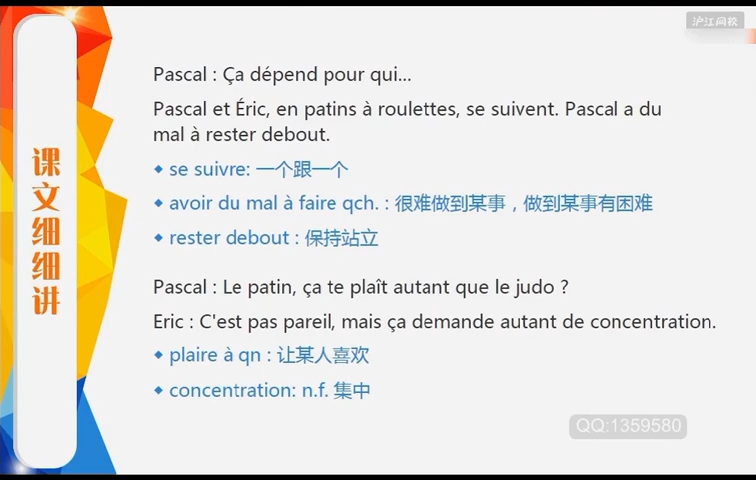 沪江网校
课文细细讲
Pascal : Ça dépend pour qui...
Pascal et Éric, en patins à roulettes, se suivent. Pascal a du
mal à rester debout.
◆ se suivre: 一个跟一个
◆ avoir du mal à faire qch. : 很难做到某事，做到某事有困难
◆ rester debout : 保持站立
Pascal : Le patin, ça te plaît autant que le judo ?
Eric : C'est pas pareil, mais ça demande autant de concentration.
◆ plaire à qn : 让某人喜欢
◆ concentration: n.f. 集中
QQ:1359580